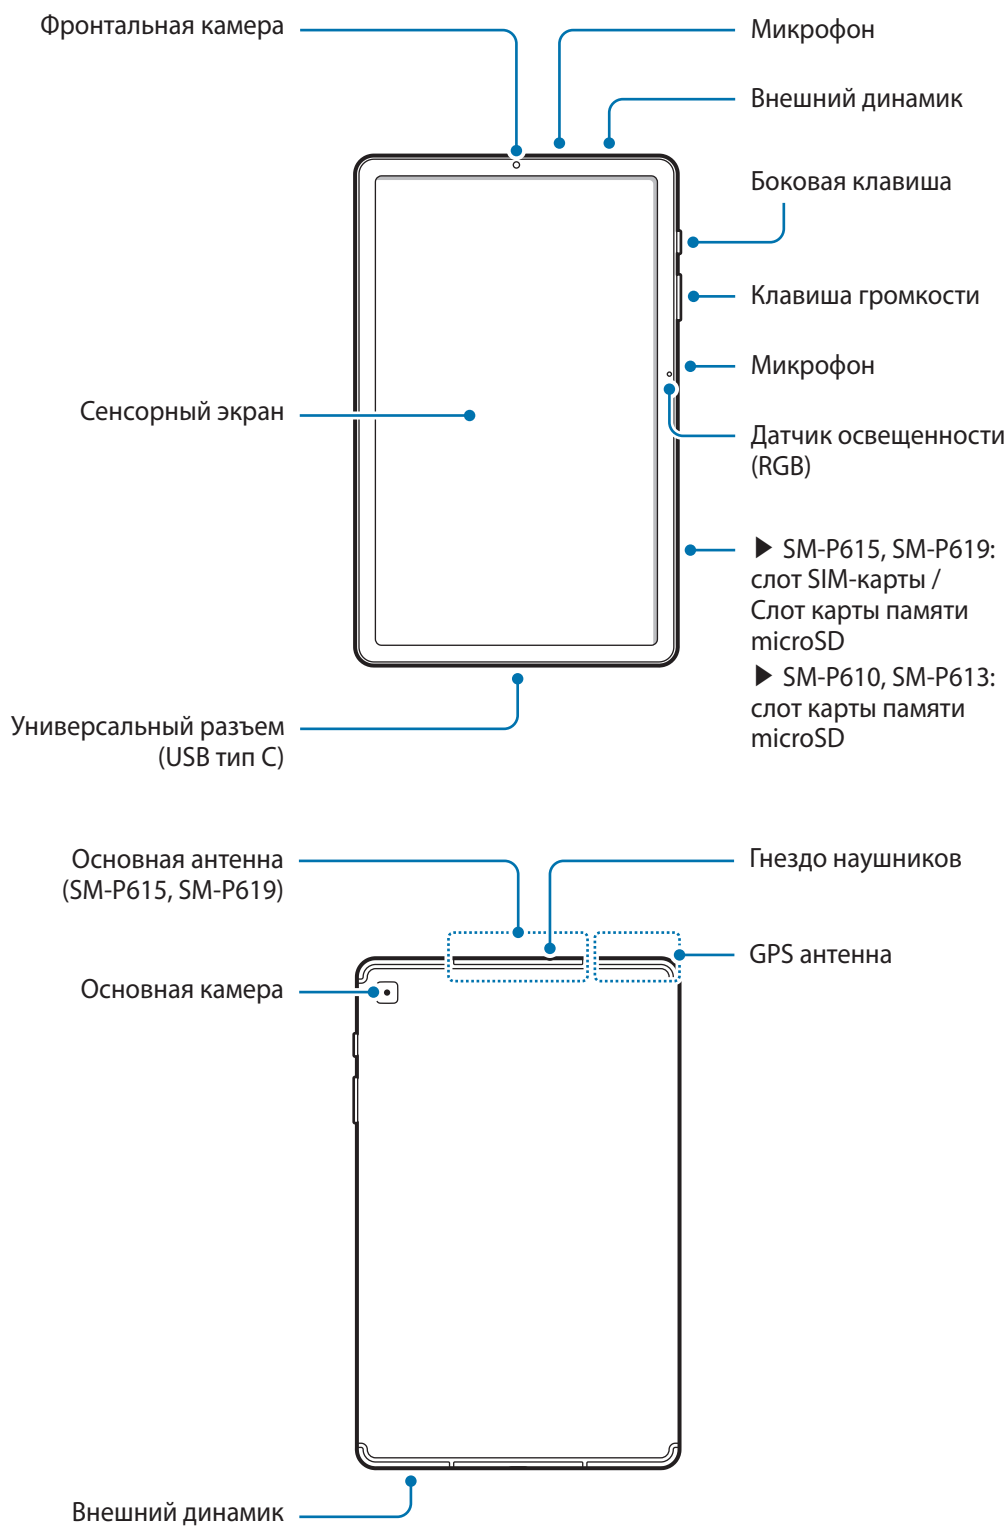 Фронтальная камера
Микрофон
Внешний динамик
Боковая клавиша
Клавиша громкости
Микрофон
Сенсорный экран
Датчик освещенности
(RGB)
▶ SM-P615, SM-P619:
слот SIM-карты /
Слот карты памяти
microSD
▶ SM-P610, SM-P613:
слот карты памяти
microSD
Универсальный разъем
(USB тип C)
Основная антенна
(SM-P615, SM-P619)
Гнездо наушников
GPS антенна
Основная камера
Внешний динамик